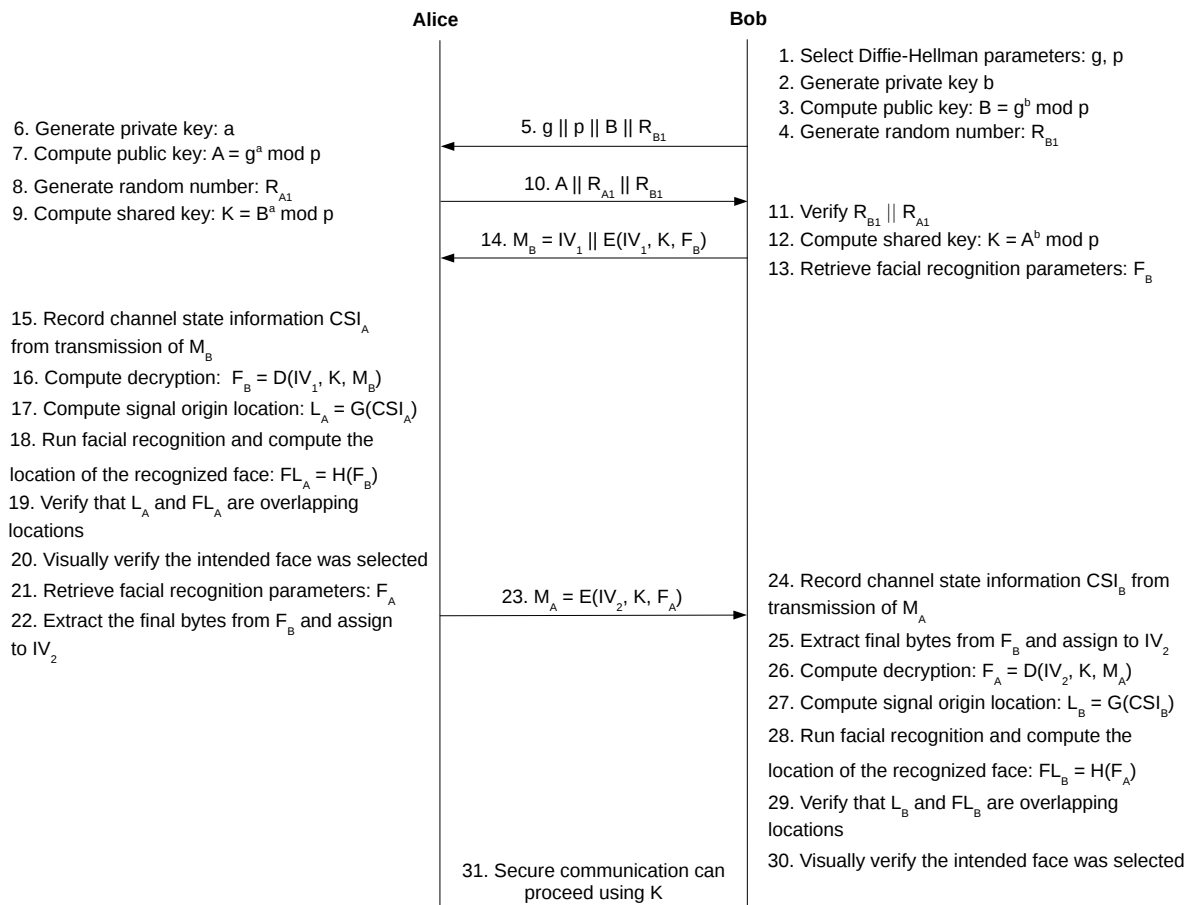 Alice
Bob
1. Select Diffie-Hellman parameters: g, p
2. Generate private key b
3. Compute public key: B = gᵇ mod p
4. Generate random number: R_B1
5. g || p || B || R_B1
6. Generate private key: a
7. Compute public key: A = gᵃ mod p
8. Generate random number: R_A1
9. Compute shared key: K = Bᵃ mod p
10. A || R_A1 || R_B1
11. Verify R_B1 || R_A1
12. Compute shared key: K = Aᵇ mod p
13. Retrieve facial recognition parameters: F_B
14. M_B = IV_1 || E(IV_1, K, F_B)
15. Record channel state information CSI_A
from transmission of M_B
16. Compute decryption: F_B = D(IV_1, K, M_B)
17. Compute signal origin location: L_A = G(CSI_A)
18. Run facial recognition and compute the
location of the recognized face: FL_A = H(F_B)
19. Verify that L_A and FL_A are overlapping
locations
20. Visually verify the intended face was selected
21. Retrieve facial recognition parameters: F_A
22. Extract the final bytes from F_B and assign
to IV_2
23. M_A = E(IV_2, K, F_A)
24. Record channel state information CSI_B from
transmission of M_A
25. Extract final bytes from F_B and assign to IV_2
26. Compute decryption: F_A = D(IV_2, K, M_A)
27. Compute signal origin location: L_B = G(CSI_B)
28. Run facial recognition and compute the
location of the recognized face: FL_B = H(F_A)
29. Verify that L_B and FL_B are overlapping
locations
30. Visually verify the intended face was selected
31. Secure communication can
proceed using K